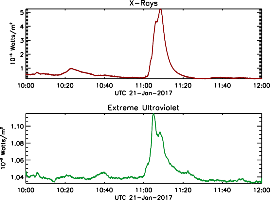 X-Rays
5
4
3
2
1
10⁻⁶ Watts/m²
10:00 10:20 10:40 11:00 11:20 11:40 12:00
UTC 21-Jan-2017
Extreme Ultraviolet
1.10
1.08
1.06
1.04
Watts/m²
10:00 10:20 10:40 11:00 11:20 11:40 12:00
UTC 21-Jan-2017